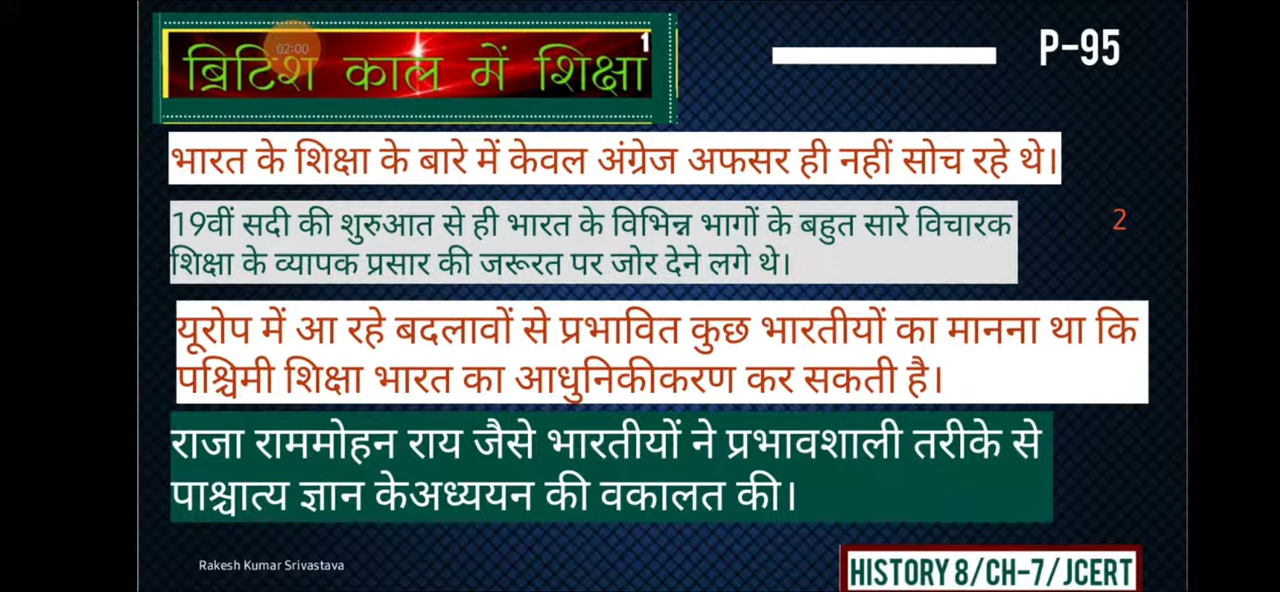 ब्रिटिश काल में शिक्षा
02:00
1
P-95
भारत के शिक्षा के बारे में केवल अंग्रेज अफसर ही नहीं सोच रहे थे।
19वीं सदी की शुरुआत से ही भारत के विभिन्न भागों के बहुत सारे विचारक
शिक्षा के व्यापक प्रसार की जरूरत पर जोर देने लगे थे।
2
यूरोप में आ रहे बदलावों से प्रभावित कुछ भारतीयों का मानना था कि
पश्चिमी शिक्षा भारत का आधुनिकीकरण कर सकती है।
राजा राममोहन राय जैसे भारतीयों ने प्रभावशाली तरीके से
पाश्चात्य ज्ञान केअध्ययन की वकालत की।
Rakesh Kumar Srivastava
HISTORY 8/CH-7/JCERT